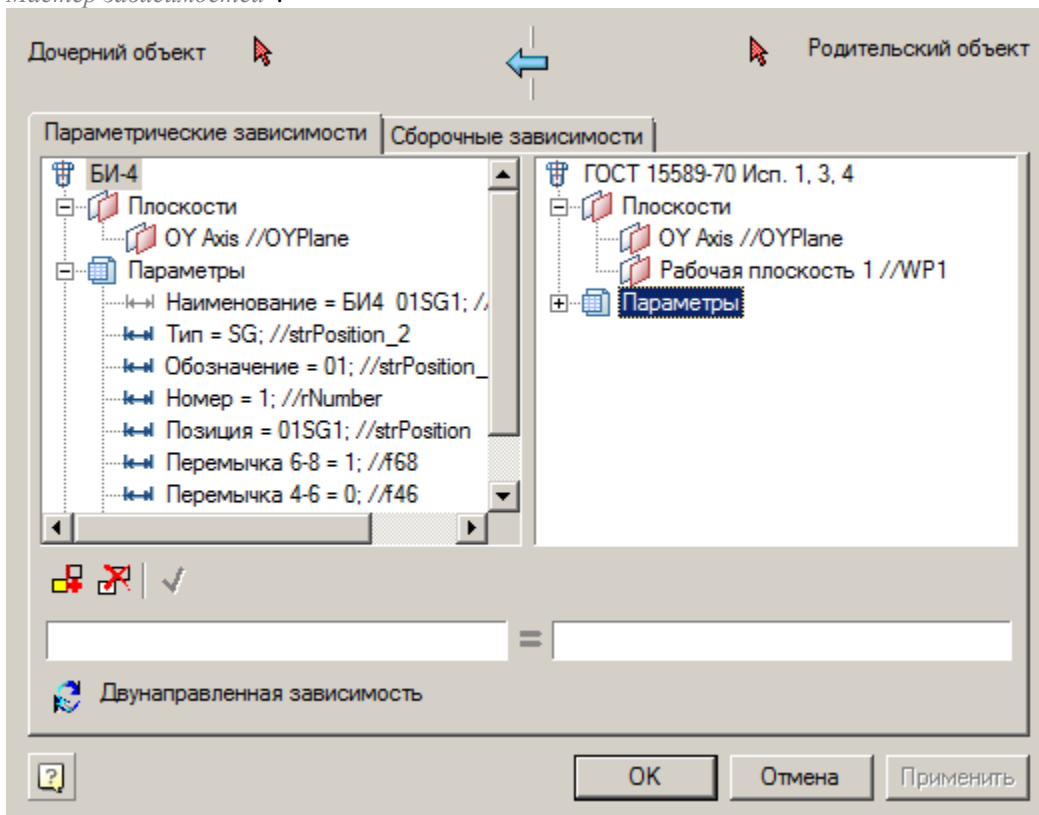 Мастер зависимостей".
Дочерний объект
Родительский объект
Параметрические зависимости
Сборочные зависимости
БИ-4
Плоскости
OY Axis //OYPlane
Параметры
Наименование = БИ4 01SG1; //
Тип = SG; //strPosition_2
Обозначение = 01; //strPosition_
Номер = 1; //rNumber
Позиция = 01SG1; //strPosition
Перемычка 6-8 = 1; //f68
Перемычка 4-6 = 0; //f46
ГОСТ 15589-70 Исп. 1, 3, 4
Плоскости
OY Axis //OYPlane
Рабочая плоскость 1 //WP1
Параметры
=
Двунаправленная зависимость
?
OK
Отмена
Применить